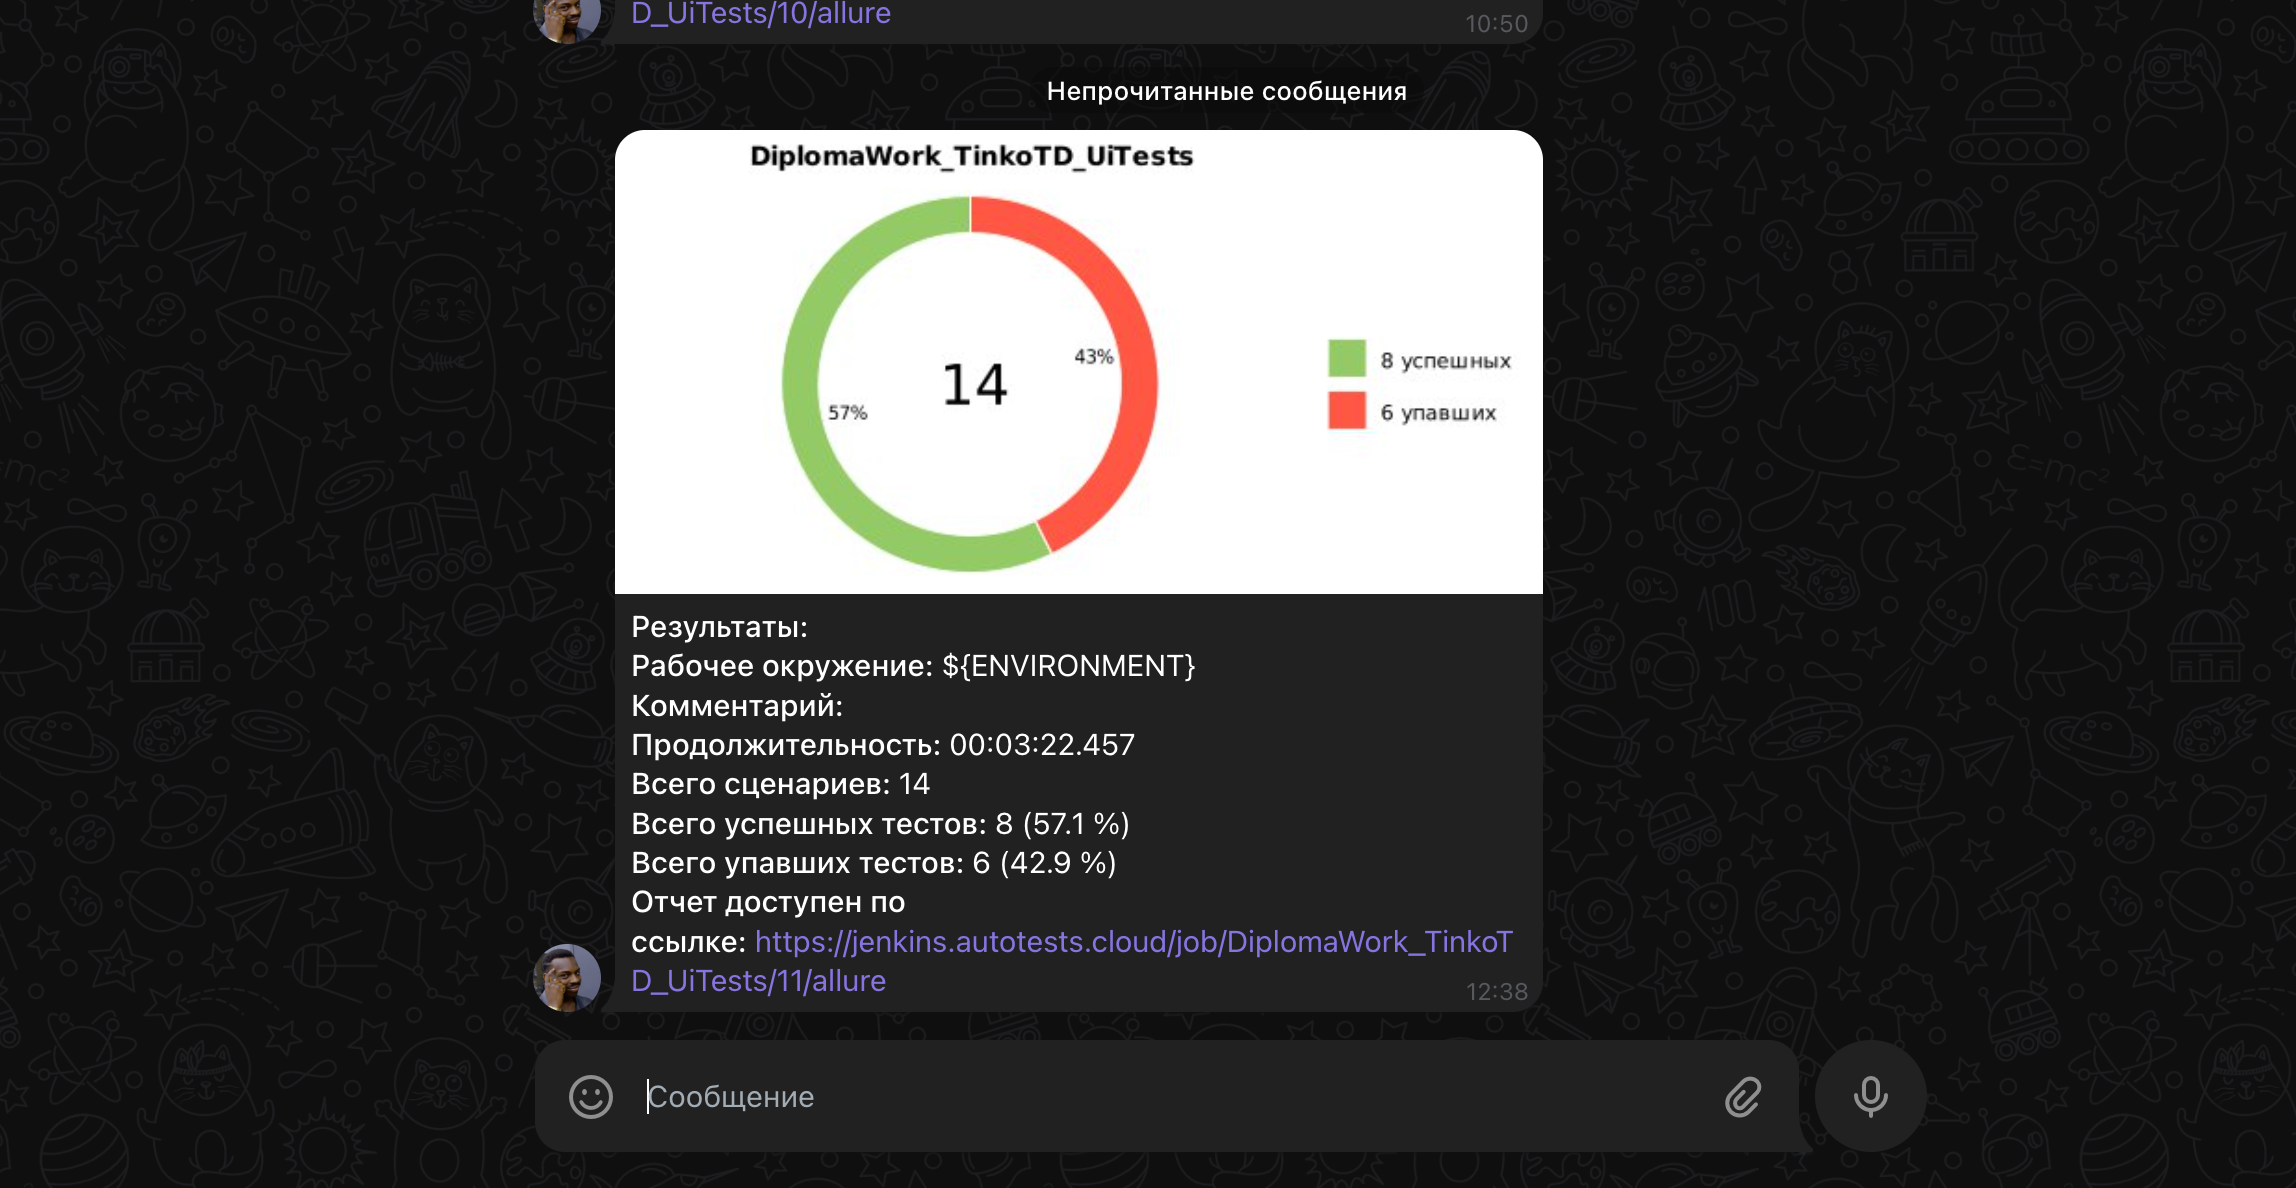 D_UiTests/10/allure
10:50
Непрочитанные сообщения
DiplomaWork_TinkoTD_UiTests
14
43%
57%
8 успешных
6 упавших
Результаты:
Рабочее окружение: ${ENVIRONMENT}
Комментарий:
Продолжительность: 00:03:22.457
Всего сценариев: 14
Всего успешных тестов: 8 (57.1 %)
Всего упавших тестов: 6 (42.9 %)
Отчет доступен по
ссылке: https://jenkins.autotests.cloud/job/DiplomaWork_TinkoT
D_UiTests/11/allure
12:38
Сообщение